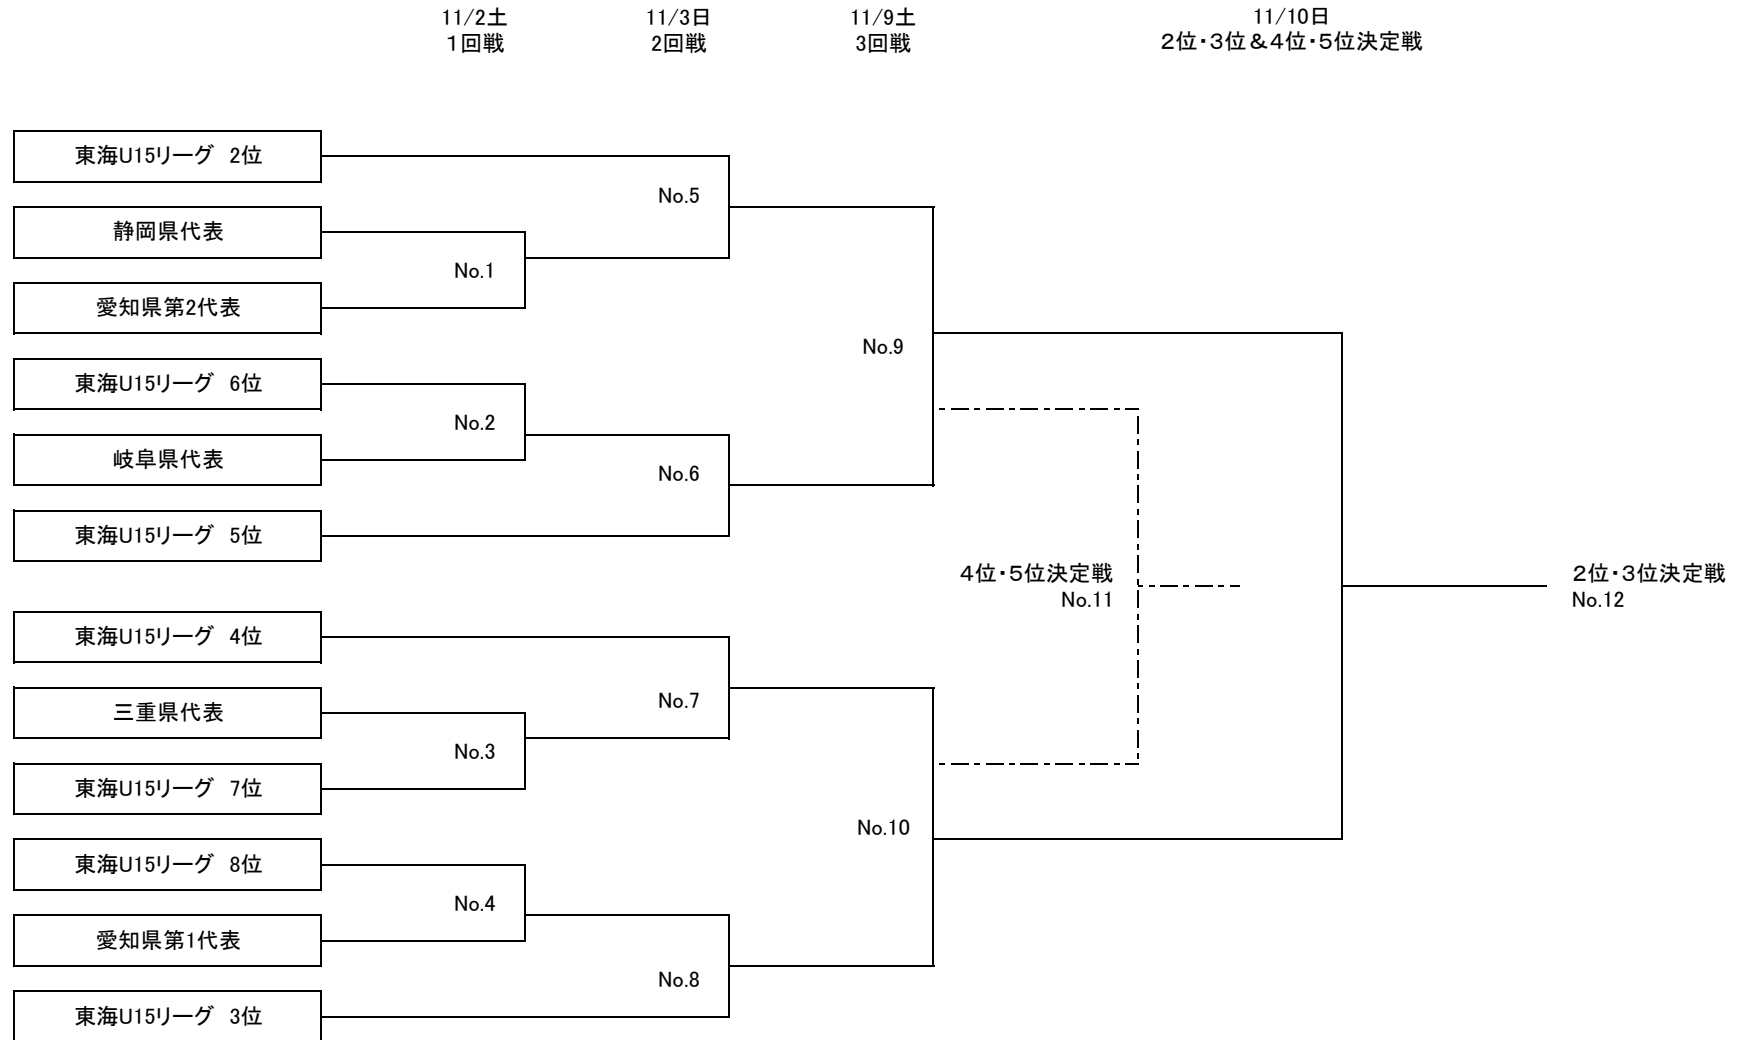 11/2土
1回戦
11/3日
2回戦
11/9土
3回戦
11/10日
2位・3位&4位・5位決定戦
東海U15リーグ 2位
No.5
静岡県代表
No.1
愛知県第2代表
No.9
東海U15リーグ 6位
No.2
岐阜県代表
No.6
東海U15リーグ 5位
4位・5位決定戦
No.11
2位・3位決定戦
No.12
東海U15リーグ 4位
No.7
三重県代表
No.3
東海U15リーグ 7位
No.10
東海U15リーグ 8位
No.4
愛知県第1代表
No.8
東海U15リーグ 3位